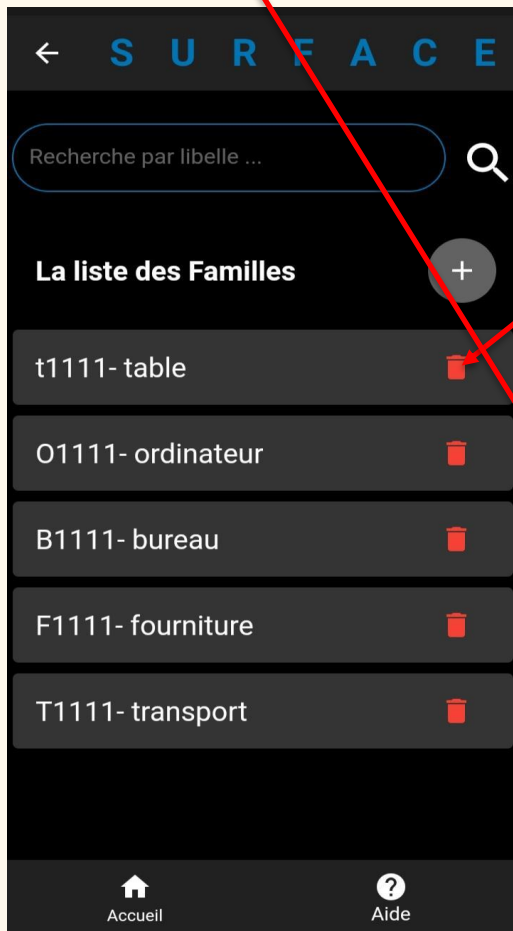 S U R F A C E
Recherche par libelle ...
La liste des Familles
t1111- table
O1111- ordinateur
B1111- bureau
F1111- fourniture
T1111- transport
Accueil
Aide